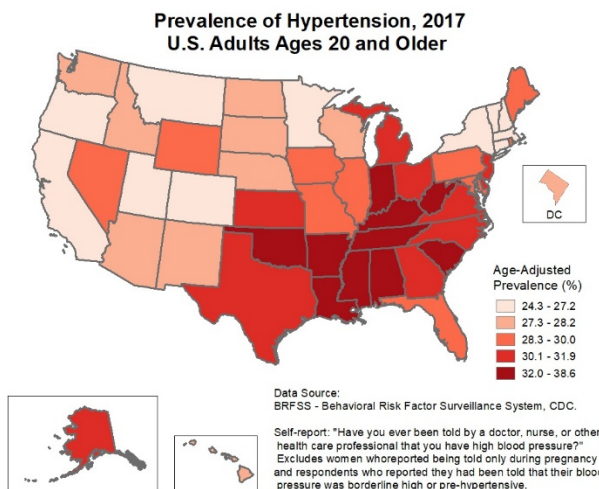 Prevalence of Hypertension, 2017
U.S. Adults Ages 20 and Older
DC
Age-Adjusted
Prevalence (%)
24.3 - 27.2
27.3 - 28.2
28.3 - 30.0
30.1 - 31.9
32.0 - 38.6
Data Source:
BRFSS - Behavioral Risk Factor Surveillance System, CDC.
Self-report: "Have you ever been told by a doctor, nurse, or other
health care professional that you have high blood pressure?"
Excludes women whoreported being told only during pregnancy
and respondents who reported they had been told that their blood
pressure was borderline high or pre-hypertensive.